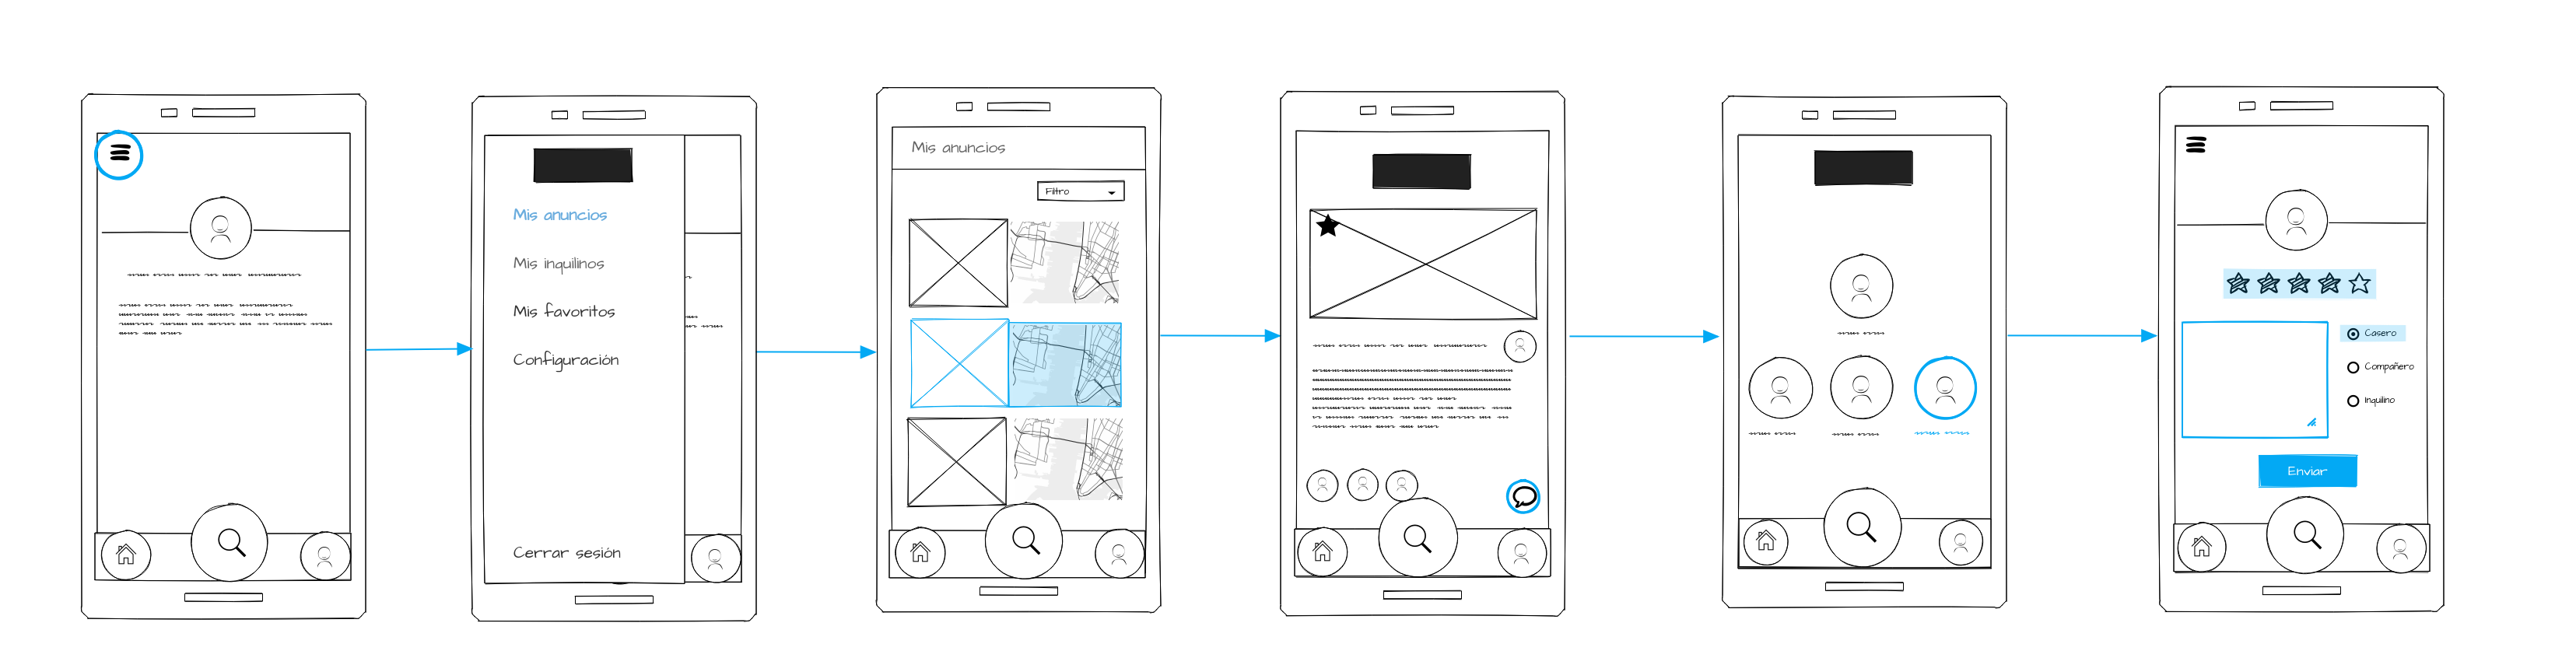 Mis anuncios
Mis inquilinos
Mis favoritos
Configuración
Cerrar sesión
Mis anuncios
Filtro
Casero
Compañero
Inquilino
Enviar